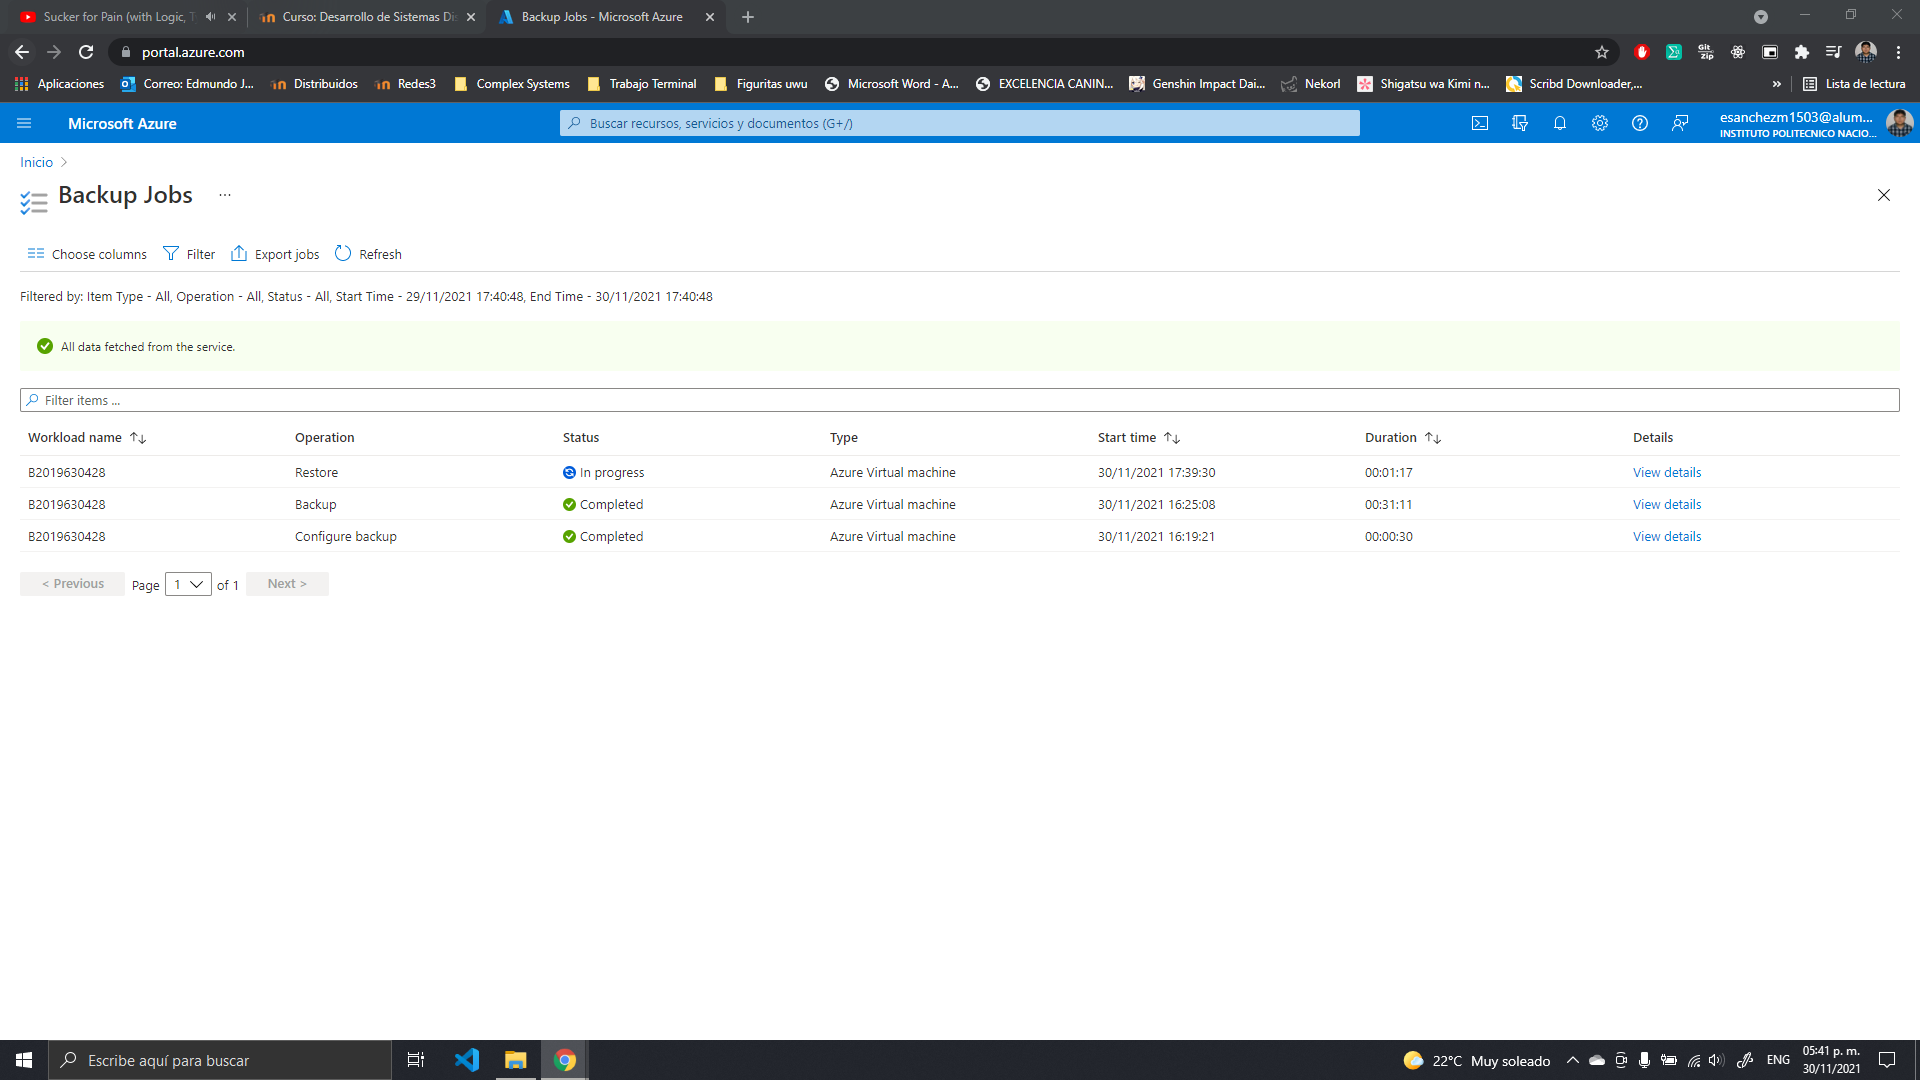 Sucker for Pain (with Logic, T
Curso: Desarrollo de Sistemas Dis
Backup Jobs - Microsoft Azure
portal.azure.com
Aplicaciones
Correo: Edmundo J...
Distribuidos
Redes3
Complex Systems
Trabajo Terminal
Figuritas uwu
Microsoft Word - A...
EXCELENCIA CANIN...
Genshin Impact Dai...
Nekorl
Shigatsu wa Kimi n...
Scribd Downloader,...
»
Lista de lectura
Microsoft Azure
Buscar recursos, servicios y documentos (G+/)
esanchezm1503@alum...
INSTITUTO POLITECNICO NACIO...
Inicio
Backup Jobs ...
Choose columns
Filter
Export jobs
Refresh
Filtered by: Item Type - All, Operation - All, Status - All, Start Time - 29/11/2021 17:40:48, End Time - 30/11/2021 17:40:48
All data fetched from the service.
Filter items ...
Workload name Operation Status Type Start time Duration Details
B2019630428 Restore In progress Azure Virtual machine 30/11/2021 17:39:30 00:01:17 View details
B2019630428 Backup Completed Azure Virtual machine 30/11/2021 16:25:08 00:31:11 View details
B2019630428 Configure backup Completed Azure Virtual machine 30/11/2021 16:19:21 00:00:30 View details
< Previous Page 1 of 1 Next >
Escribe aquí para buscar
22°C Muy soleado
ENG
05:41 p. m.
30/11/2021